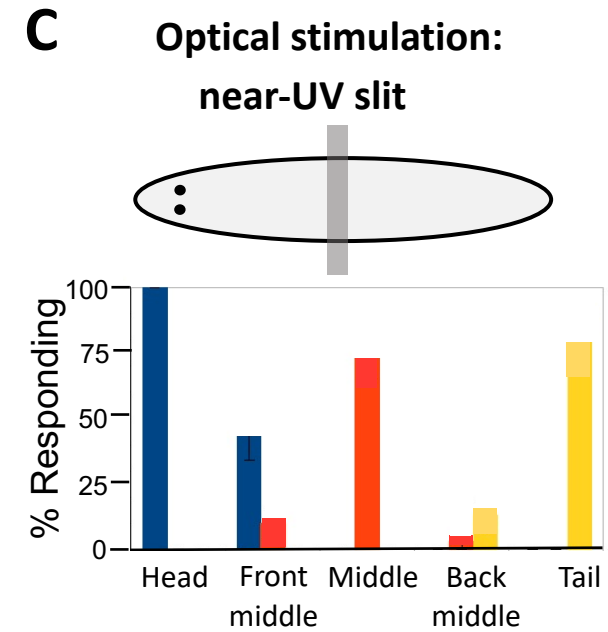 C
Optical stimulation:
near-UV slit
% Responding
100
75
50
25
0
Head
Front
middle
Middle
Back
middle
Tail